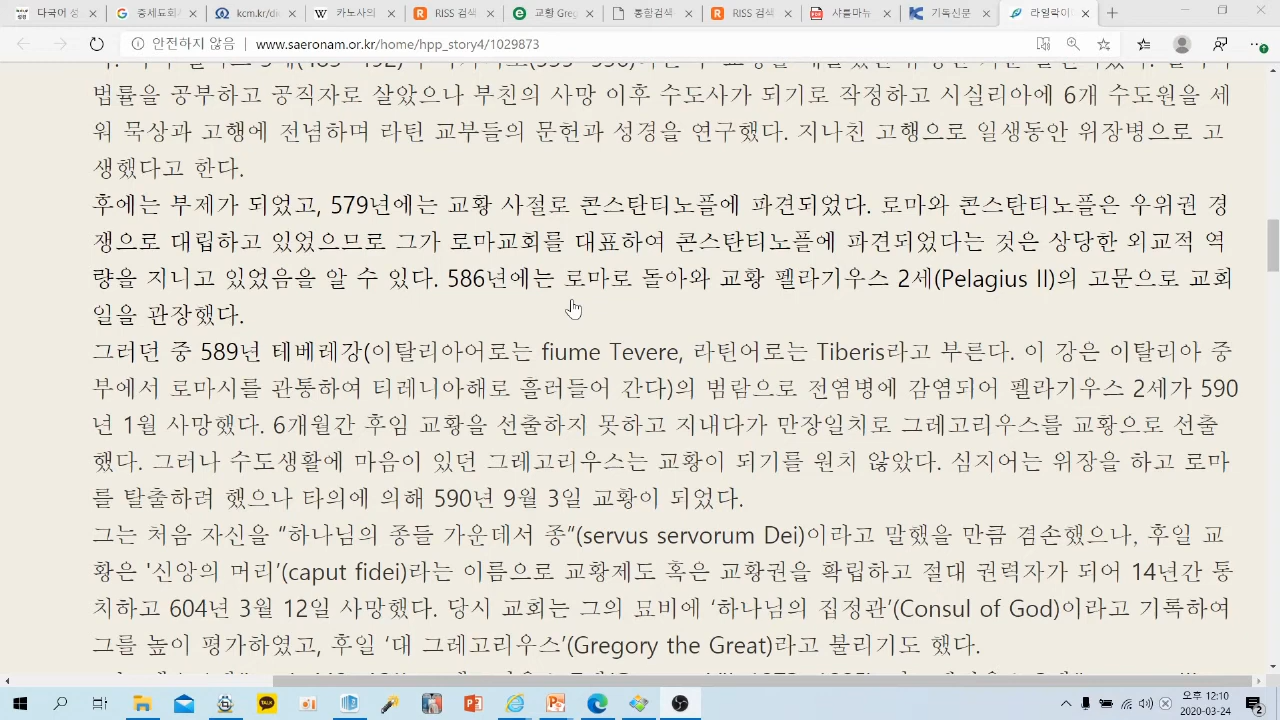 다국어 성
중세교회
kcm.kr/di
카노사의
RISS 검색
교황 Greg
통합검색
RISS 검색
샤를마뉴
기독신문
라일락이
안전하지 않음
www.saeronam.or.kr/home/hpp_story4/1029873
법률을 공부하고 공직자로 살았으나 부친의 사망 이후 수도사가 되기로 작정하고 시실리아에 6개 수도원을 세
워 묵상과 고행에 전념하며 라틴 교부들의 문헌과 성경을 연구했다. 지나친 고행으로 일생동안 위장병으로 고
생했다고 한다.
후에는 부제가 되었고, 579년에는 교황 사절로 콘스탄티노플에 파견되었다. 로마와 콘스탄티노플은 우위권 경
쟁으로 대립하고 있었으므로 그가 로마교회를 대표하여 콘스탄티노플에 파견되었다는 것은 상당한 외교적 역
량을 지니고 있었음을 알 수 있다. 586년에는 로마로 돌아와 교황 펠라기우스 2세(Pelagius II)의 고문으로 교회
일을 관장했다.
그러던 중 589년 테베레강(이탈리아어로는 fiume Tevere, 라틴어로는 Tiberis라고 부른다. 이 강은 이탈리아 중
부에서 로마시를 관통하여 티레니아해로 흘러들어 간다)의 범람으로 전염병에 감염되어 펠라기우스 2세가 590
년 1월 사망했다. 6개월간 후임 교황을 선출하지 못하고 지내다가 만장일치로 그레고리우스를 교황으로 선출
했다. 그러나 수도생활에 마음이 있던 그레고리우스는 교황이 되기를 원치 않았다. 심지어는 위장을 하고 로마
를 탈출하려 했으나 타의에 의해 590년 9월 3일 교황이 되었다.
그는 처음 자신을 “하나님의 종들 가운데서 종“(servus servorum Dei)이라고 말했을 만큼 겸손했으나, 후일 교
황은 '신앙의 머리’(caput fidei)라는 이름으로 교황제도 혹은 교황권을 확립하고 절대 권력자가 되어 14년간 통
치하고 604년 3월 12일 사망했다. 당시 교회는 그의 묘비에 ‘하나님의 집정관’(Consul of God)이라고 기록하여
그를 높이 평가하였고, 후일 ‘대 그레고리우스’(Gregory the Great)라고 불리기도 했다.
오후 12:10
2020-03-24